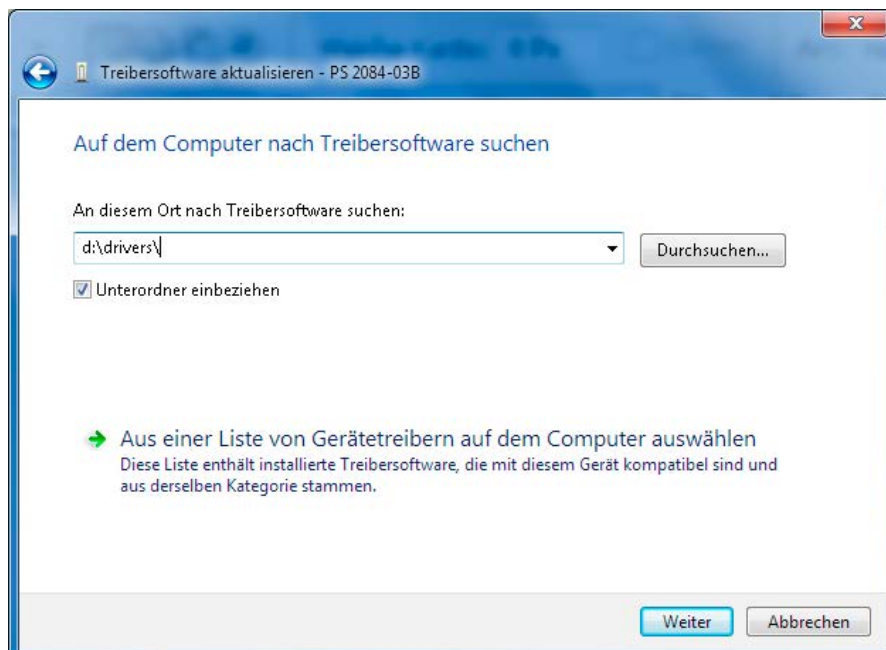 Treibersoftware aktualisieren - PS 2084-03B
Auf dem Computer nach Treibersoftware suchen
An diesem Ort nach Treibersoftware suchen:
d:\drivers\
Durchsuchen...
Unterordner einbeziehen
Aus einer Liste von Gerätetreibern auf dem Computer auswählen
Diese Liste enthält installierte Treibersoftware, die mit diesem Gerät kompatibel sind und
aus derselben Kategorie stammen.
Weiter
Abbrechen